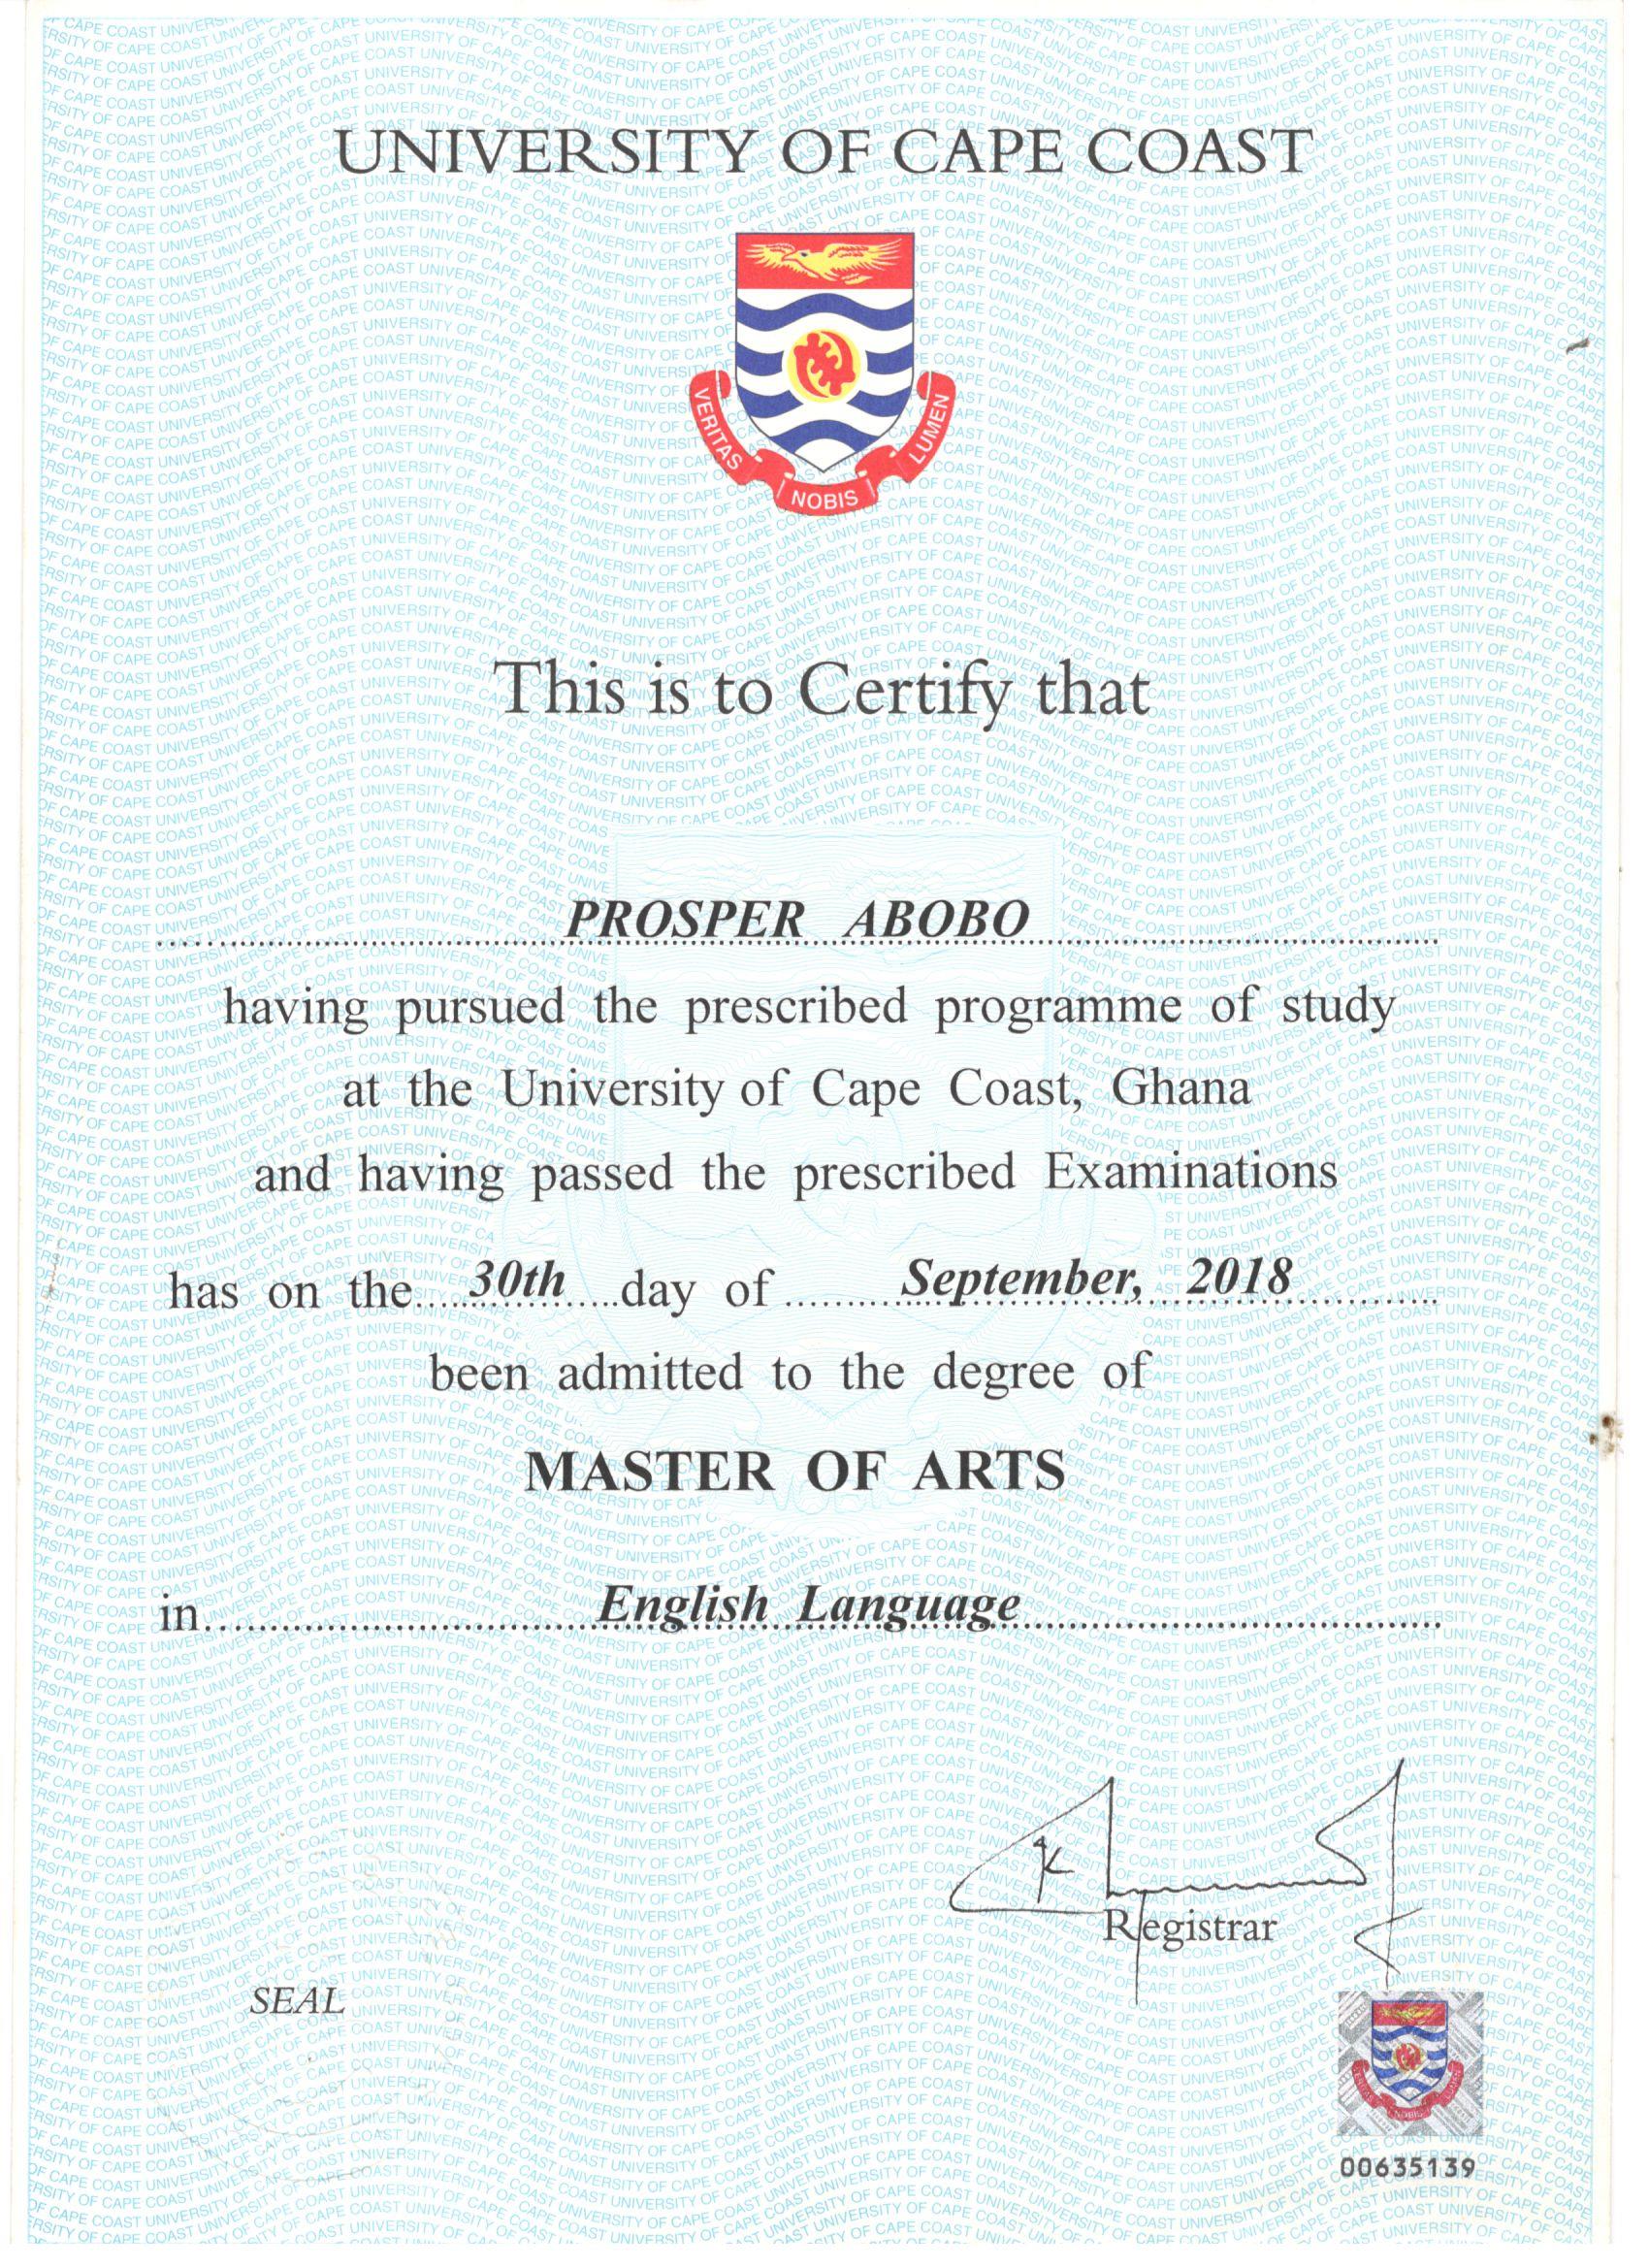 UNIVERSITY OF CAPE COAST
VERITAS
NOBIS
LUMEN
This is to Certify that
PROSPER ABOBO
having pursued the prescribed programme of study
at the University of Cape Coast, Ghana
and having passed the prescribed Examinations
has on the 30th day of September, 2018
been admitted to the degree of
MASTER OF ARTS
in English Language
Registrar
SEAL
NOBIS
00635139